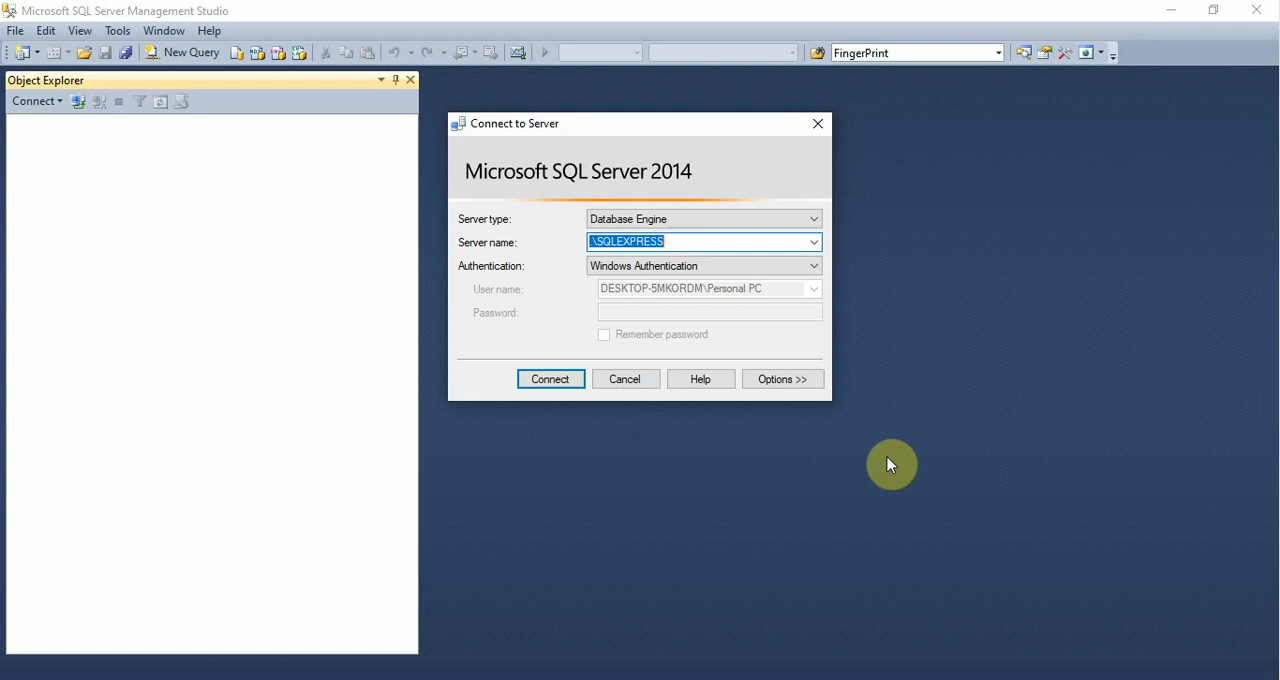 Microsoft SQL Server Management Studio
File Edit View Tools Window Help
New Query FingerPrint
Object Explorer
Connect
Connect to Server
Microsoft SQL Server 2014
Server type: Database Engine
Server name: .\SQLEXPRESS
Authentication: Windows Authentication
User name: DESKTOP-5MKORDM\Personal PC
Password:
Remember password
Connect Cancel Help Options >>